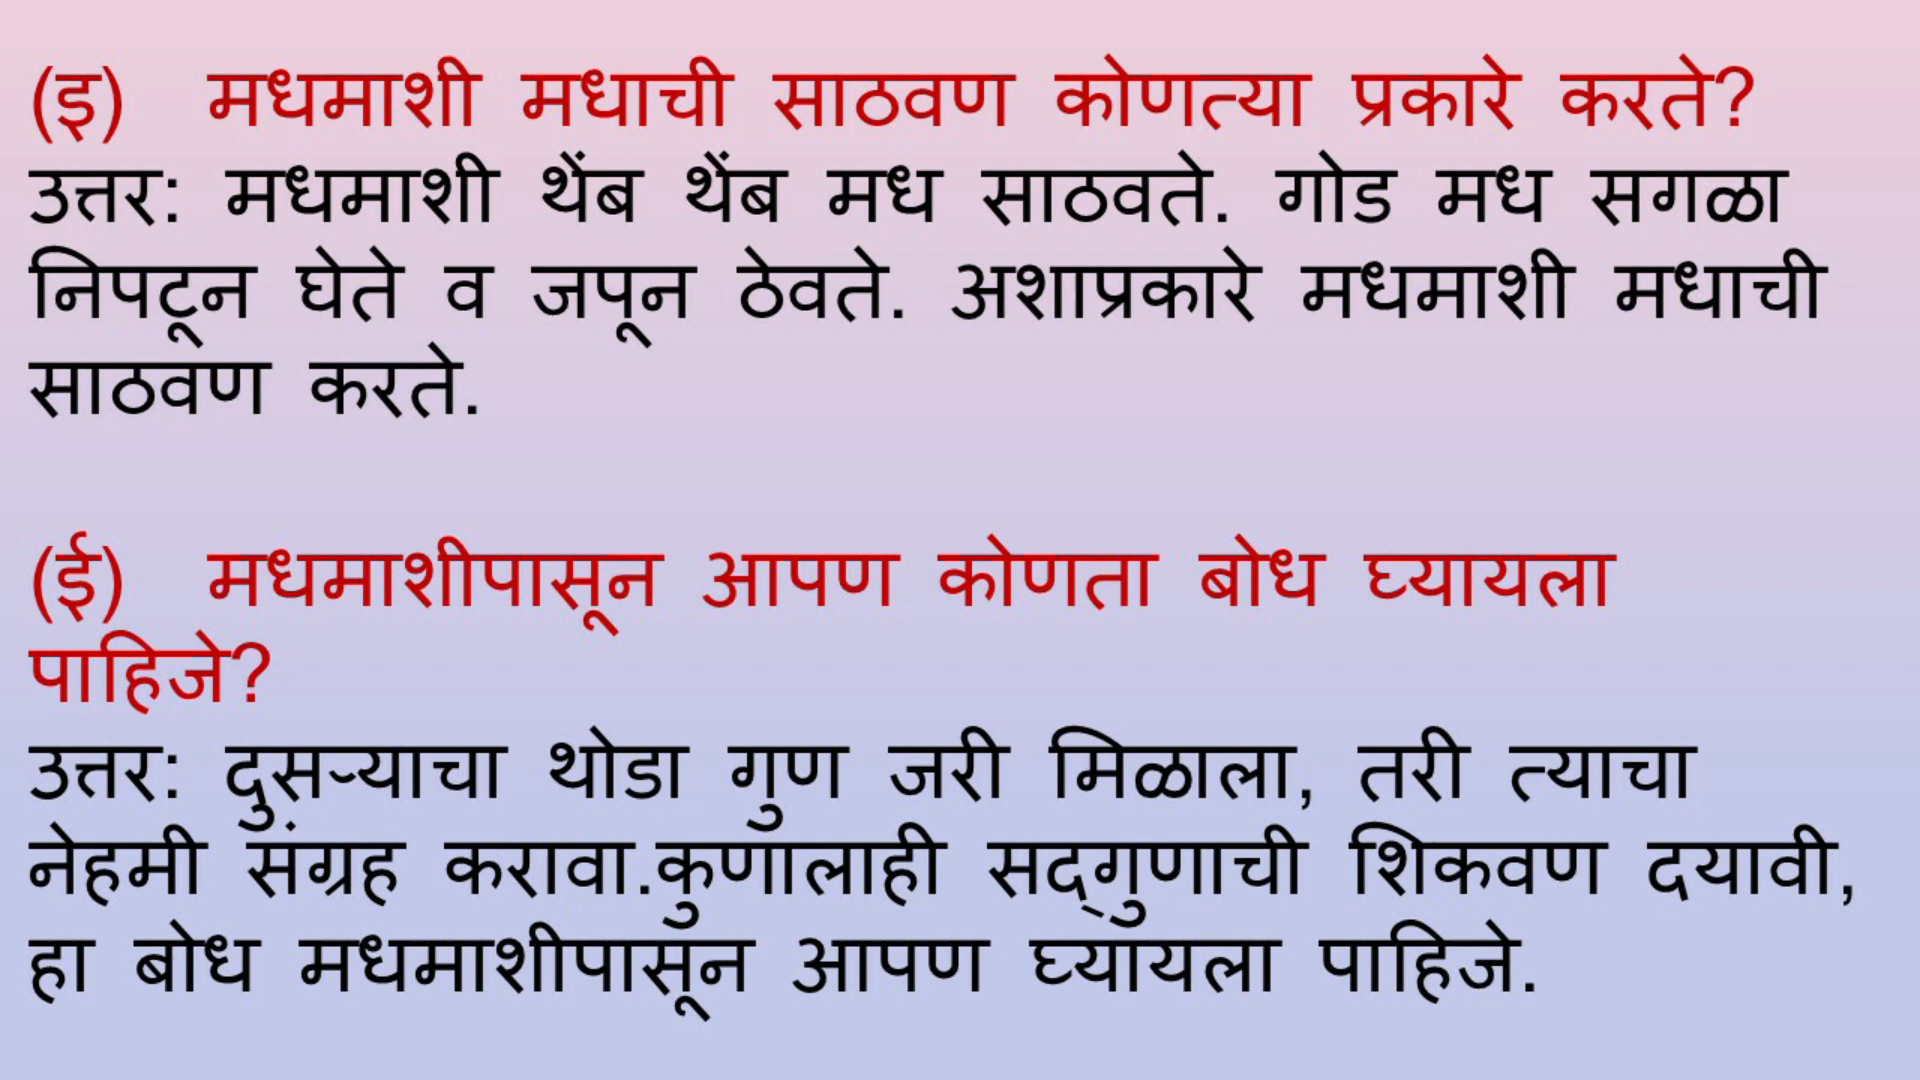 (इ) मधमाशी मधाची साठवण कोणत्या प्रकारे करते?
उत्तर: मधमाशी थेंब थेंब मध साठवते. गोड मध सगळा
निपटून घेते व जपून ठेवते. अशाप्रकारे मधमाशी मधाची
साठवण करते.
(ई) मधमाशीपासून आपण कोणता बोध घ्यायला
पाहिजे?
उत्तर: दुसऱ्याचा थोडा गुण जरी मिळाला, तरी त्याचा
नेहमी संग्रह करावा.कुणालाही सद्‌गुणाची शिकवण दयावी,
हा बोध मधमाशीपासून आपण घ्यायला पाहिजे.